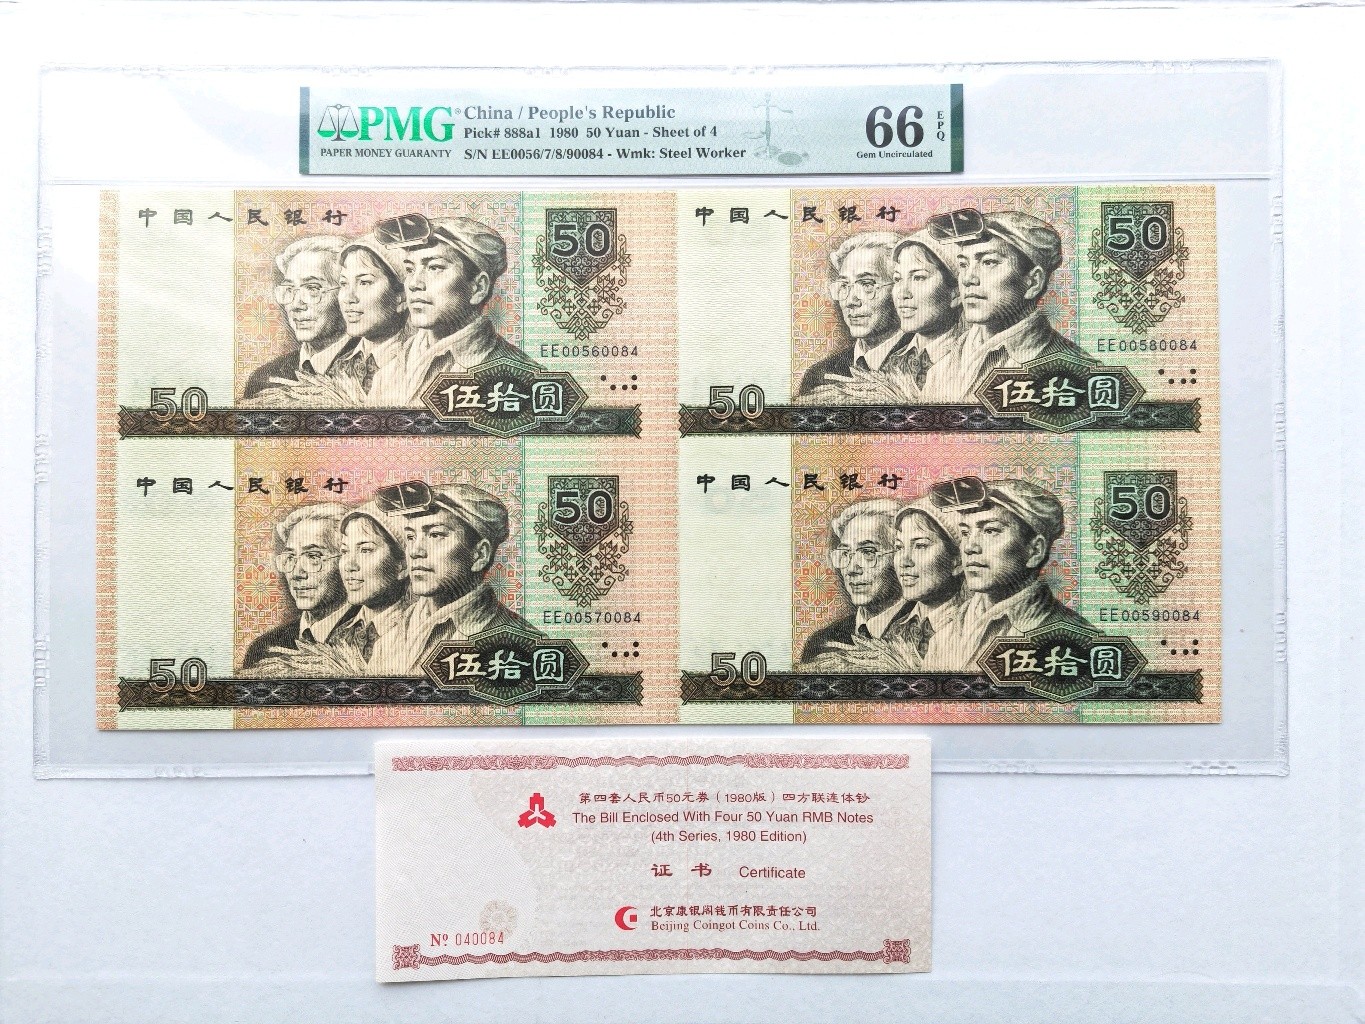 PMG® China / People's Republic
Pick# 888a1 1980 50 Yuan - Sheet of 4
PAPER MONEY GUARANTY S/N EE0056/7/8/90084 - Wmk: Steel Worker
66 EPQ
Gem Uncirculated
中国人民银行
50
EE00560084
50
伍拾圆
中国人民银行
50
EE00580084
50
伍拾圆
中国人民银行
50
EE00570084
50
伍拾圆
中国人民银行
50
EE00590084
50
伍拾圆
第四套人民币50元券（1980版）四方联连体钞
The Bill Enclosed With Four 50 Yuan RMB Notes
(4th Series, 1980 Edition)
证书 Certificate
北京康银阁钱币有限责任公司
Beijing Coingot Coins Co., Ltd.
Nº 040084